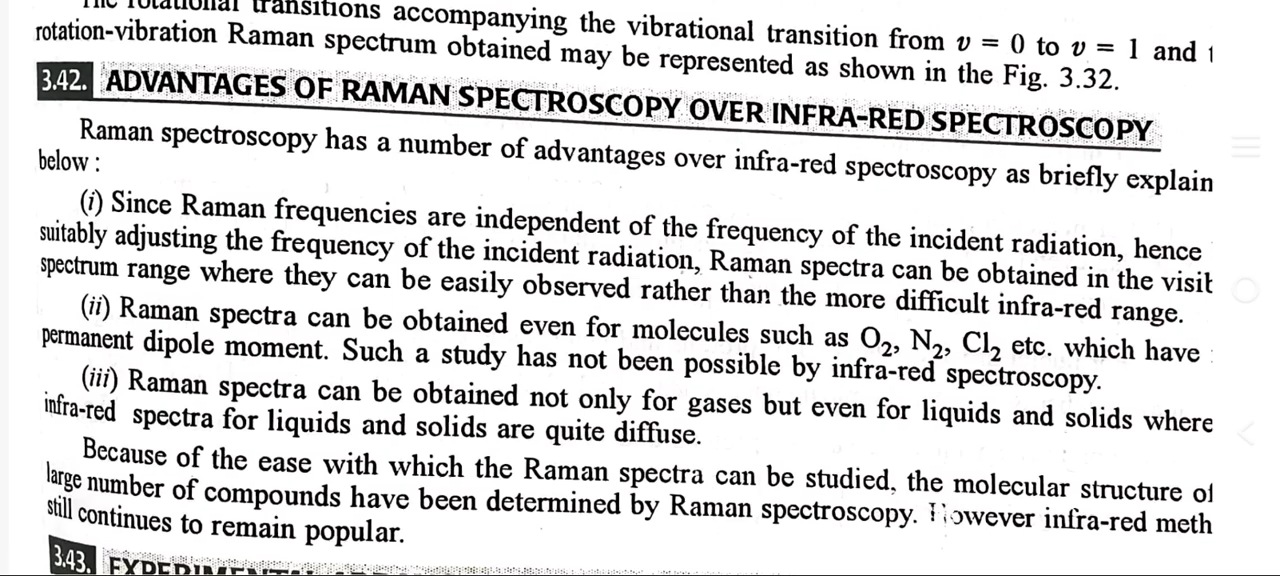 The rotational transitions accompanying the vibrational transition from v = 0 to v = 1 and
rotation-vibration Raman spectrum obtained may be represented as shown in the Fig. 3.32.
3.42. ADVANTAGES OF RAMAN SPECTROSCOPY OVER INFRA-RED SPECTROSCOPY
Raman spectroscopy has a number of advantages over infra-red spectroscopy as briefly explain
below :
(i) Since Raman frequencies are independent of the frequency of the incident radiation, hence
suitably adjusting the frequency of the incident radiation, Raman spectra can be obtained in the visit
spectrum range where they can be easily observed rather than the more difficult infra-red range.
(ii) Raman spectra can be obtained even for molecules such as O₂, N₂, Cl₂ etc. which have
permanent dipole moment. Such a study has not been possible by infra-red spectroscopy.
(iii) Raman spectra can be obtained not only for gases but even for liquids and solids where
infra-red spectra for liquids and solids are quite diffuse.
Because of the ease with which the Raman spectra can be studied, the molecular structure of
large number of compounds have been determined by Raman spectroscopy. However infra-red meth
still continues to remain popular.
3.43.